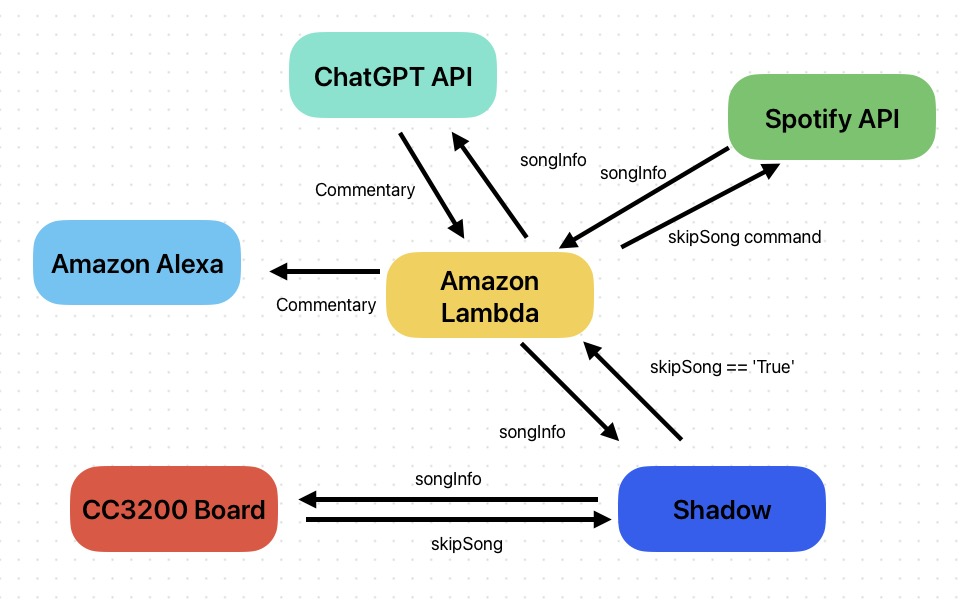 ChatGPT API
Spotify API
songInfo
songInfo
Commentary
skipSong command
Amazon Alexa
Amazon
Lambda
Commentary
skipSong == 'True'
songInfo
songInfo
CC3200 Board
Shadow
skipSong